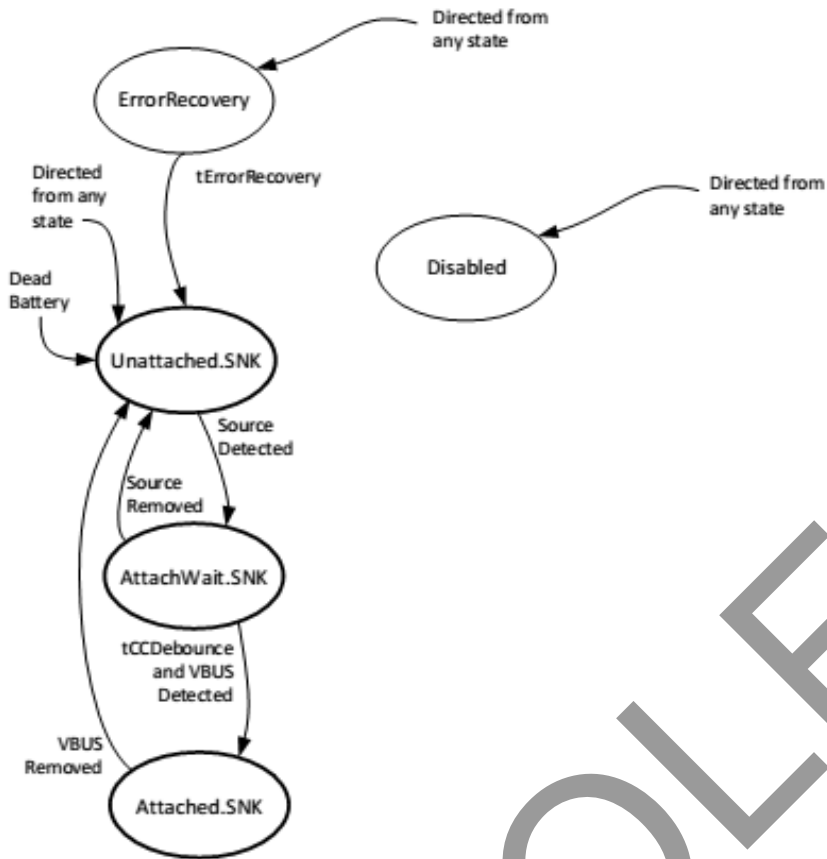 Directed from
any state
ErrorRecovery
tErrorRecovery
Directed
from any
state
Directed from
any state
Disabled
Dead
Battery
Unattached.SNK
Source
Detected
Source
Removed
AttachWait.SNK
tCCDebounce
and VBUS
Detected
VBUS
Removed
Attached.SNK
OLE